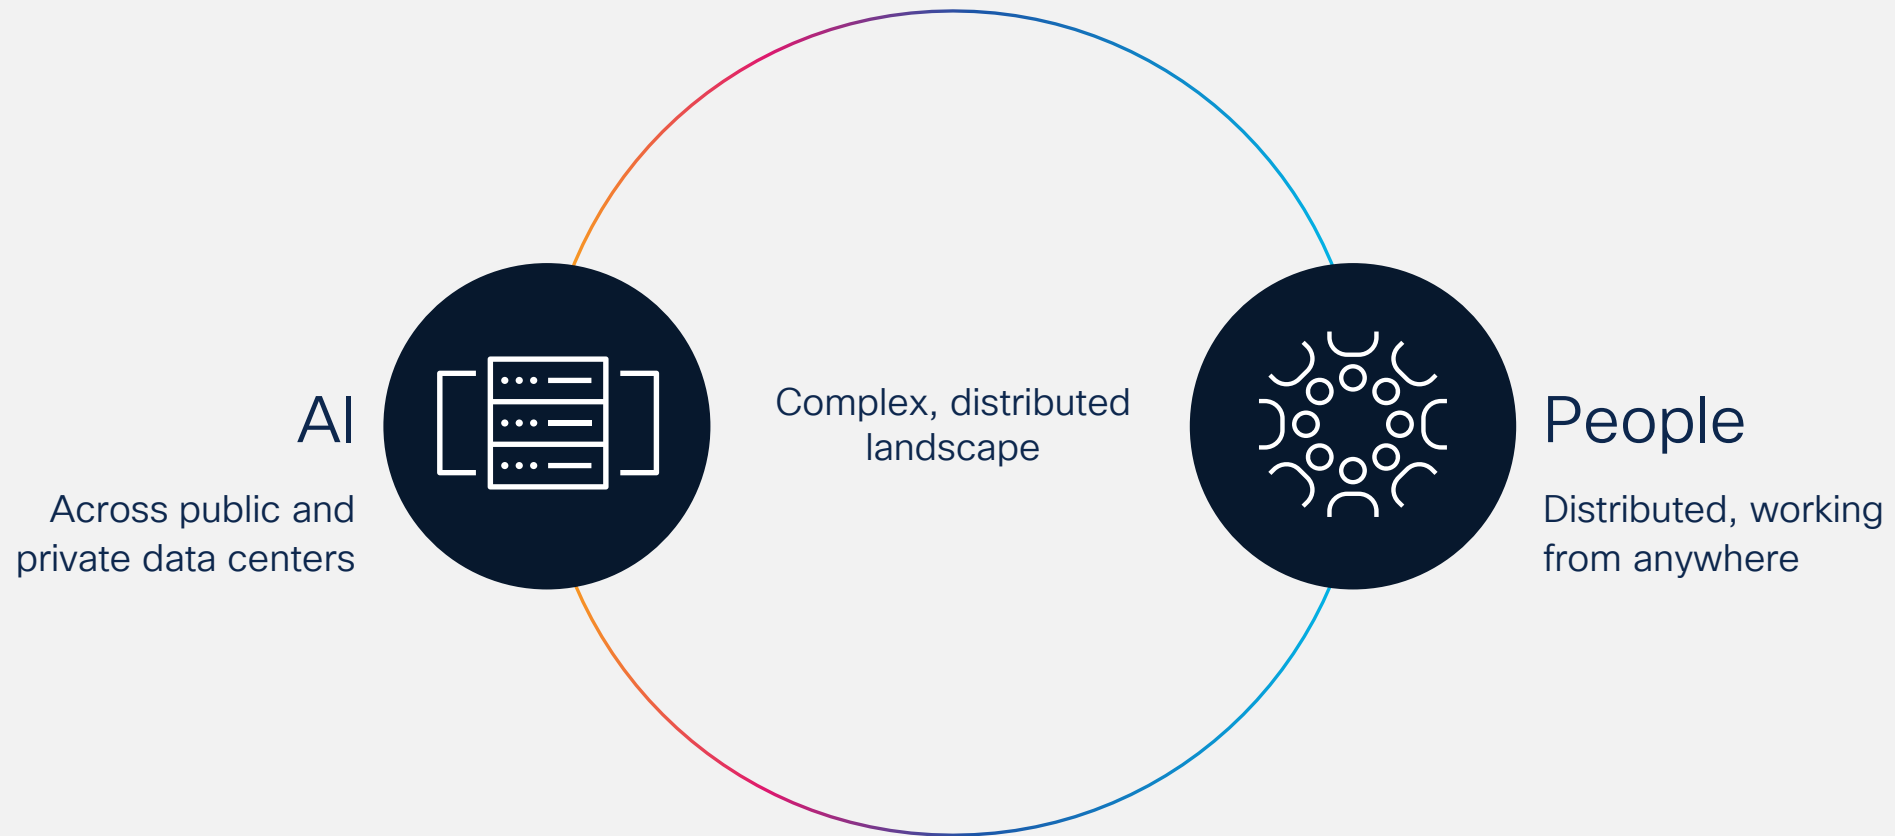 AI
Across public and
private data centers
Complex, distributed
landscape
People
Distributed, working
from anywhere